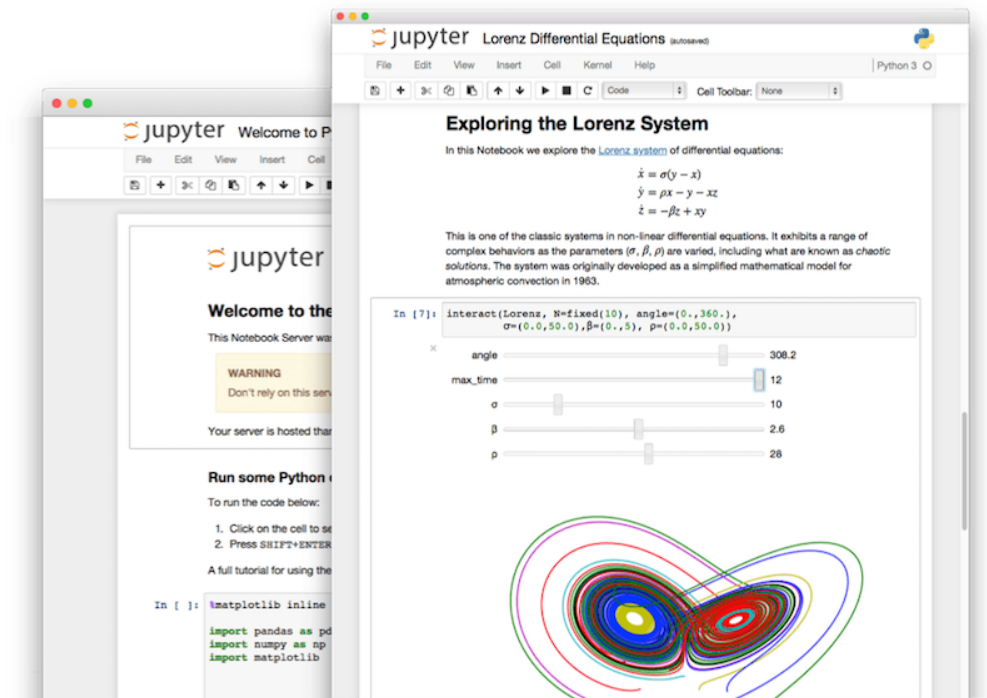 jupyter Lorenz Differential Equations (autosaved)
File Edit View Insert Cell Kernel Help Python 3
Code Cell Toolbar: None
Exploring the Lorenz System
In this Notebook we explore the Lorenz system of differential equations:
ẋ = σ(y − x)
ẏ = ρx − y − xz
ż = −βz + xy
This is one of the classic systems in non-linear differential equations. It exhibits a range of
complex behaviors as the parameters (σ, β, ρ) are varied, including what are known as chaotic
solutions. The system was originally developed as a simplified mathematical model for
atmospheric convection in 1963.
In [7]: interact(Lorenz, N=fixed(10), angle=(0.,360.),
σ=(0.0,50.0),β=(0.,5), ρ=(0.0,50.0))
angle 308.2
max_time 12
σ 10
β 2.6
ρ 28
jupyter Welcome to P
File Edit View Insert Cell
jupyter
Welcome to the
This Notebook Server was
WARNING
Don't rely on this serv
Your server is hosted than
Run some Python
To run the code below:
1. Click on the cell to se
2. Press SHIFT+ENTER
A full tutorial for using the
In [ ]: %matplotlib inline
import pandas as pd
import numpy as np
import matplotlib